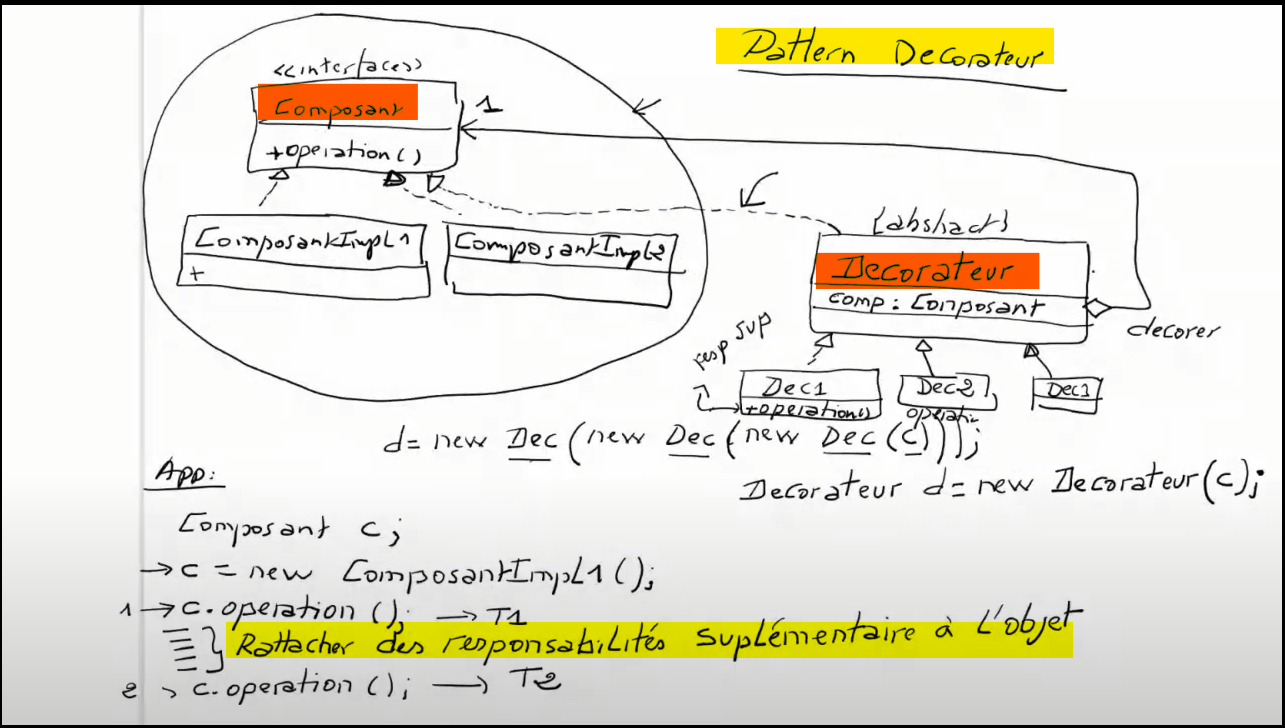 Pattern Decorateur
<<interfaces>>
Composant
1
+operation()
ComposantImpl1
+
ComposantImpl2
{abstract}
Decorateur
comp : Composant
decorer
resp sup
Dec1
+operation()
Dec2
operatio
Dec3
d= new Dec (new Dec (new Dec (c)));
Decorateur d= new Decorateur(c);
App:
Composant c;
→ c = new ComposantImpl1();
1 → c.operation (); → T1
Rattacher des responsabilités suplémentaire à l'objet
2 → c.operation (); → T2